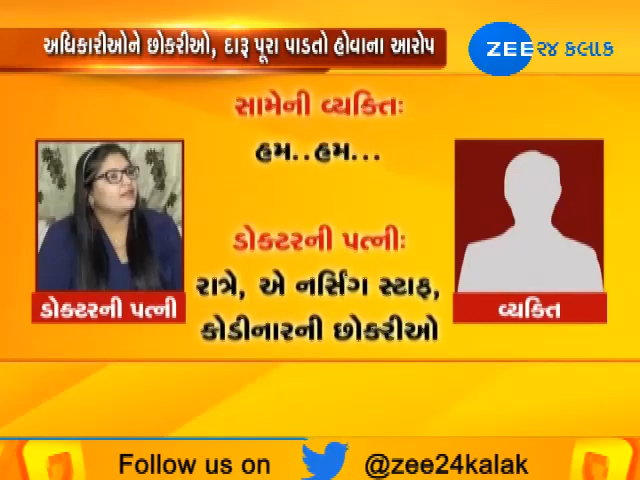 અધિકારીઓને છોકરીઓ, દારૂ પૂરા પાડતો હોવાના આરોપ
ZEE ૨૪ કલાક
સામેની વ્યકિતઃ
હમ..હમ...
ડોક્ટરની પત્નીઃ
રાત્રે, એ નર્સિંગ સ્ટાફ,
કોડીનારની છોકરીઓ
ડોક્ટરની પત્ની
વ્યકિત
Follow us on @zee24kalak